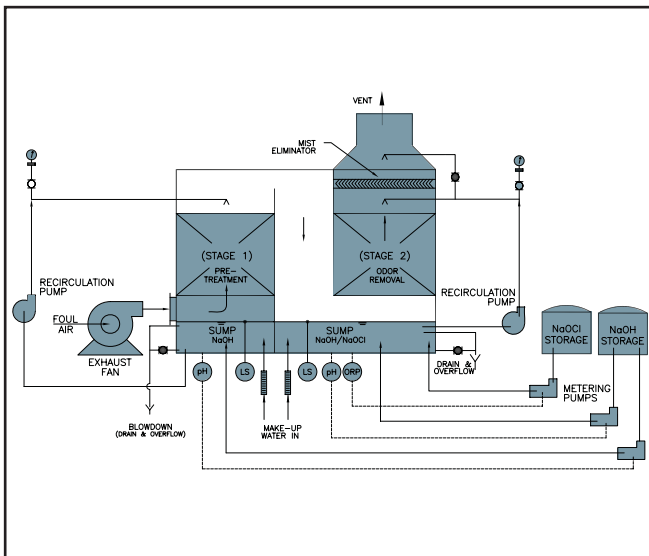 VENT
MIST
ELIMINATOR
(STAGE 1)
PRE-
TREATMENT
(STAGE 2)
ODOR
REMOVAL
RECIRCULATION
PUMP
RECIRCULATION
PUMP
FOUL
AIR
EXHAUST
FAN
SUMP
NaOH
SUMP
NaOH/NaOCl
NaOCl
STORAGE
NaOH
STORAGE
DRAIN &
OVERFLOW
pH
LS
LS
pH
ORP
METERING
PUMPS
BLOWDOWN
(DRAIN & OVERFLOW)
MAKE-UP
WATER IN